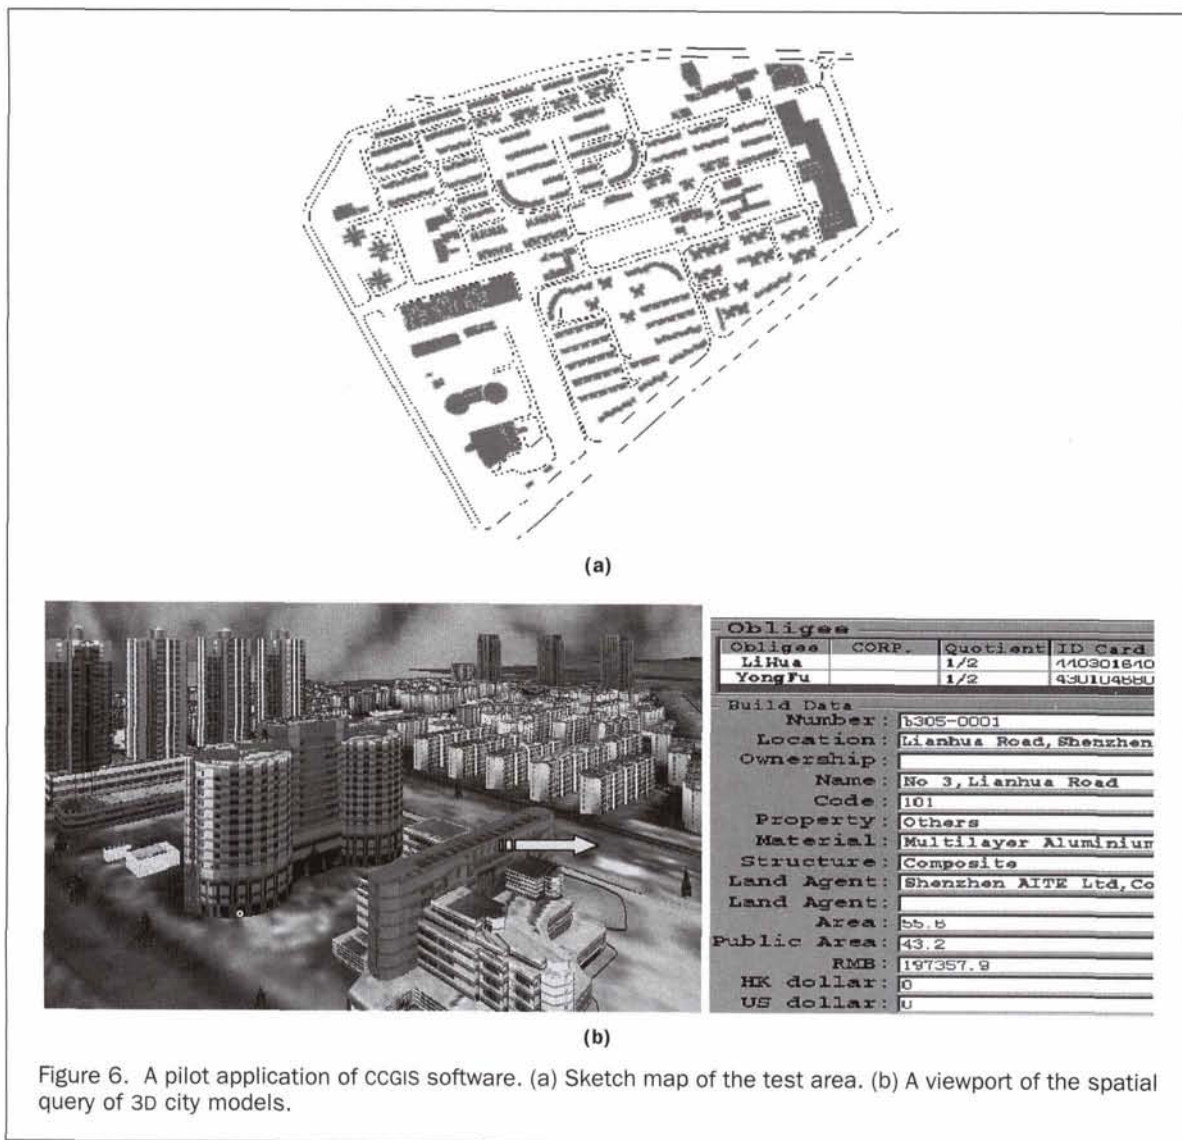 (a)
Obligee
Obligee CORP. Quotient ID Card
LiHua 1/2 440301640
YongFu 1/2
Build Data
Number: b305-0001
Location: Lianhua Road, Shenzhen
Ownership:
Name: No 3, Lianhua Road
Code: 101
Property: Others
Material: Multilayer Aluminium
Structure: Composite
Land Agent: Shenzhen AITE Ltd, Co
Land Agent:
Area: 55.6
Public Area: 43.2
RMB: 197357.9
HK dollar: 0
US dollar: 0
(b)
Figure 6. A pilot application of CCGIS software. (a) Sketch map of the test area. (b) A viewport of the spatial
query of 3D city models.